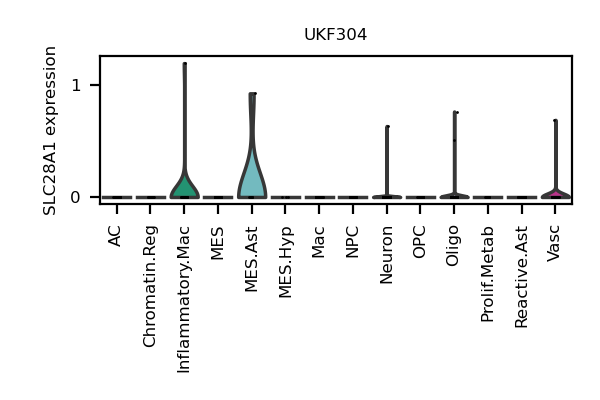 UKF304
SLC28A1 expression
1
0
AC
Chromatin.Reg
Inflammatory.Mac
MES
MES.Ast
MES.Hyp
Mac
NPC
Neuron
OPC
Oligo
Prolif.Metab
Reactive.Ast
Vasc